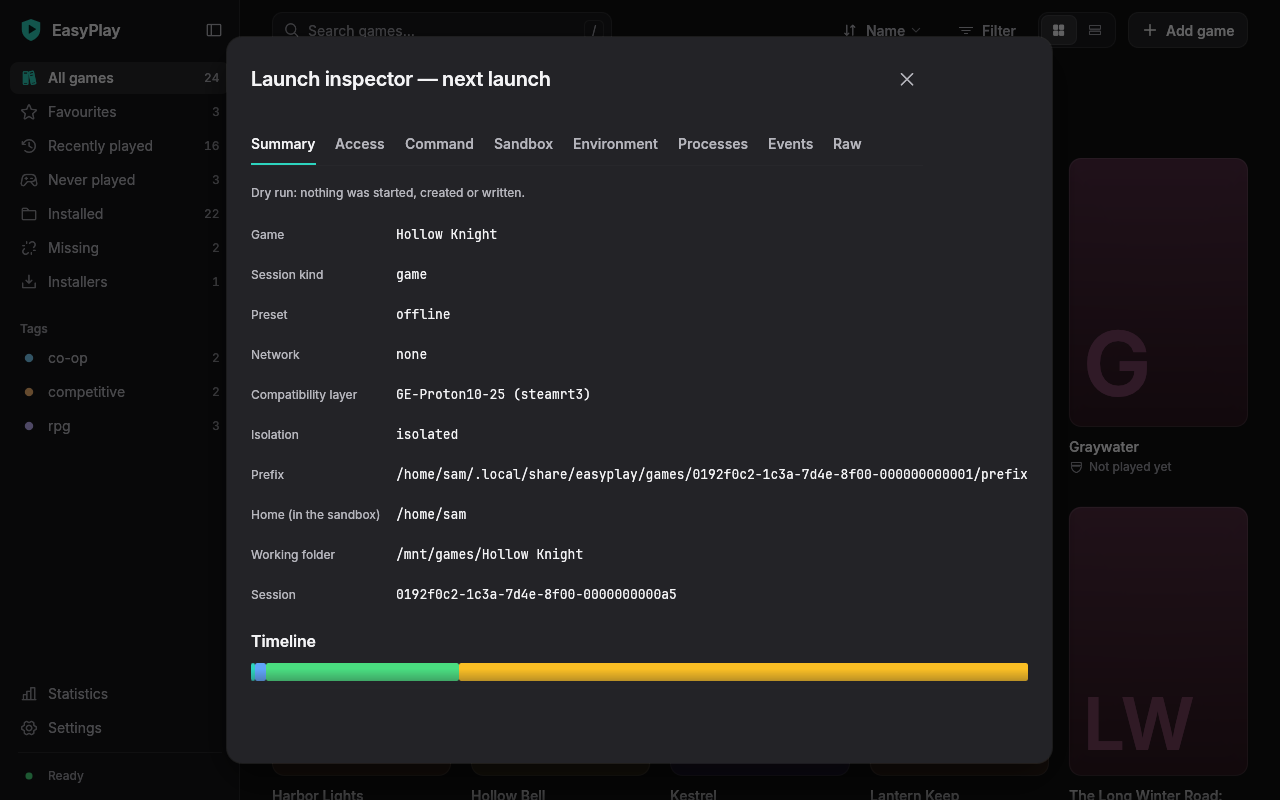 EasyPlay
Search games...
/
Name
Filter
Add game
All games 24
Favourites 3
Recently played 16
Never played 3
Installed 22
Missing 2
Installers 1
Tags
co-op 2
competitive 2
rpg 3
Statistics
Settings
Ready
Launch inspector — next launch
Summary Access Command Sandbox Environment Processes Events Raw
Dry run: nothing was started, created or written.
Game Hollow Knight
Session kind game
Preset offline
Network none
Compatibility layer GE-Proton10-25 (steamrt3)
Isolation isolated
Prefix /home/sam/.local/share/easyplay/games/0192f0c2-1c3a-7d4e-8f00-000000000001/prefix
Home (in the sandbox) /home/sam
Working folder /mnt/games/Hollow Knight
Session 0192f0c2-1c3a-7d4e-8f00-0000000000a5
Timeline
G
Graywater
Not played yet
LW
Harbor Lights
Hollow Bell
Kestrel
Lantern Keep
The Long Winter Road: